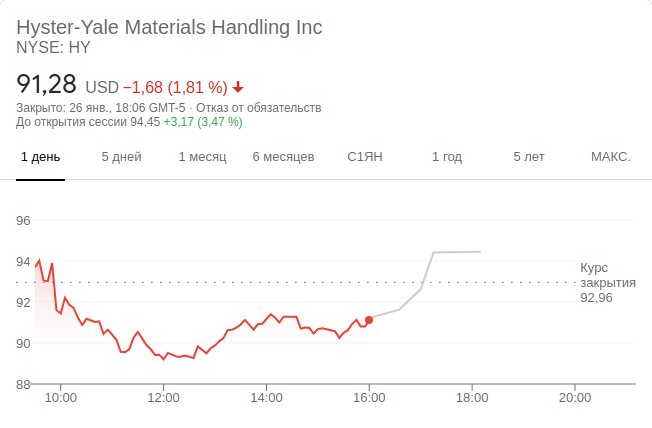 Hyster-Yale Materials Handling Inc
NYSE: HY
91,28 USD −1,68 (1,81 %)
Закрыто: 26 янв., 18:06 GMT-5 · Отказ от обязательств
До открытия сессии 94,45 +3,17 (3,47 %)
1 день 5 дней 1 месяц 6 месяцев С1ЯН 1 год 5 лет МАКС.
96
94
Курс
закрытия
92,96
92
90
88
10:00 12:00 14:00 16:00 18:00 20:00